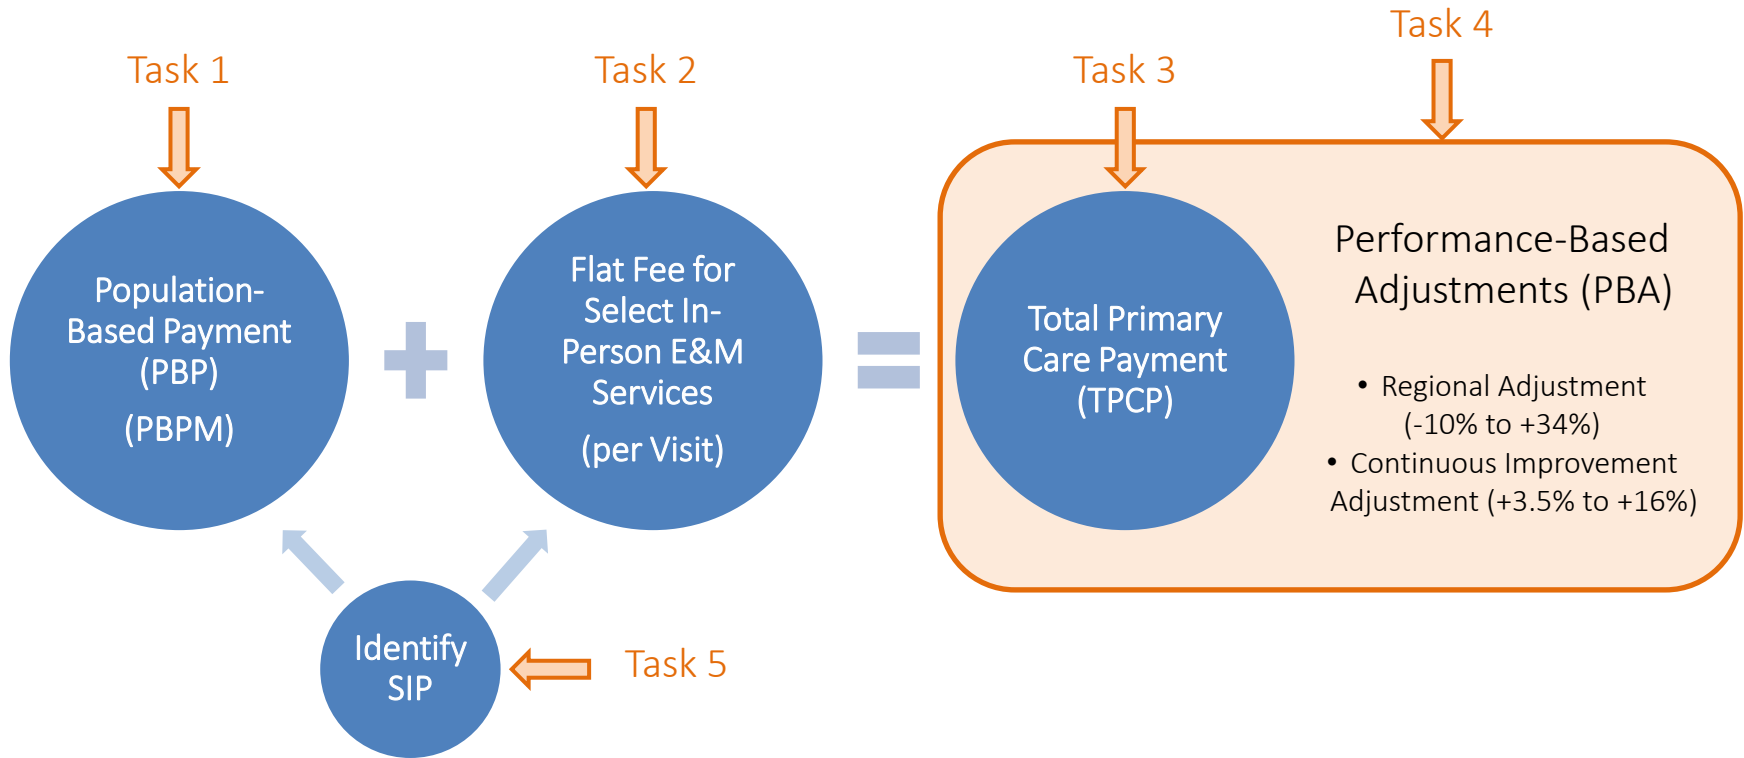 Task 1
Task 2
Task 3
Task 4
Population-
Based Payment
(PBP)
(PBPM)
Flat Fee for
Select In-
Person E&M
Services
(per Visit)
Total Primary
Care Payment
(TPCP)
Performance-Based
Adjustments (PBA)
• Regional Adjustment
(-10% to +34%)
• Continuous Improvement
Adjustment (+3.5% to +16%)
Identify
SIP
Task 5